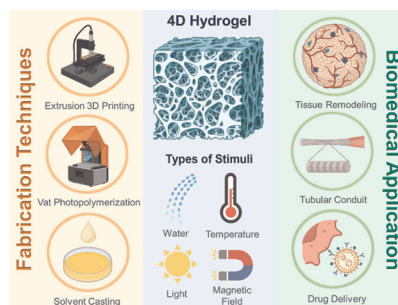 Fabrication Techniques
Extrusion 3D Printing
Vat Photopolymerization
Solvent Casting
4D Hydrogel
Types of Stimuli
Water
Temperature
Light
Magnetic
Field
Biomedical Application
Tissue Remodeling
Tubular Conduit
Drug Delivery